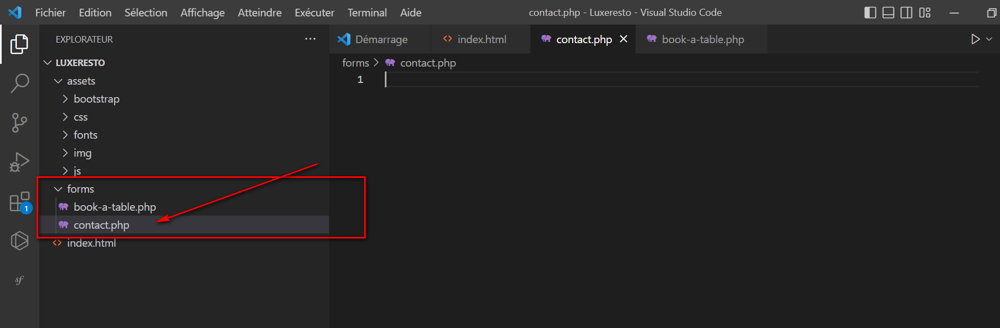 Fichier Edition Sélection Affichage Atteindre Exécuter Terminal Aide contact.php - Luxeresto - Visual Studio Code
EXPLORATEUR ···
LUXERESTO
assets
bootstrap
css
fonts
img
js
forms
book-a-table.php
contact.php
index.html
1
sf
Démarrage index.html contact.php book-a-table.php
forms > contact.php
1